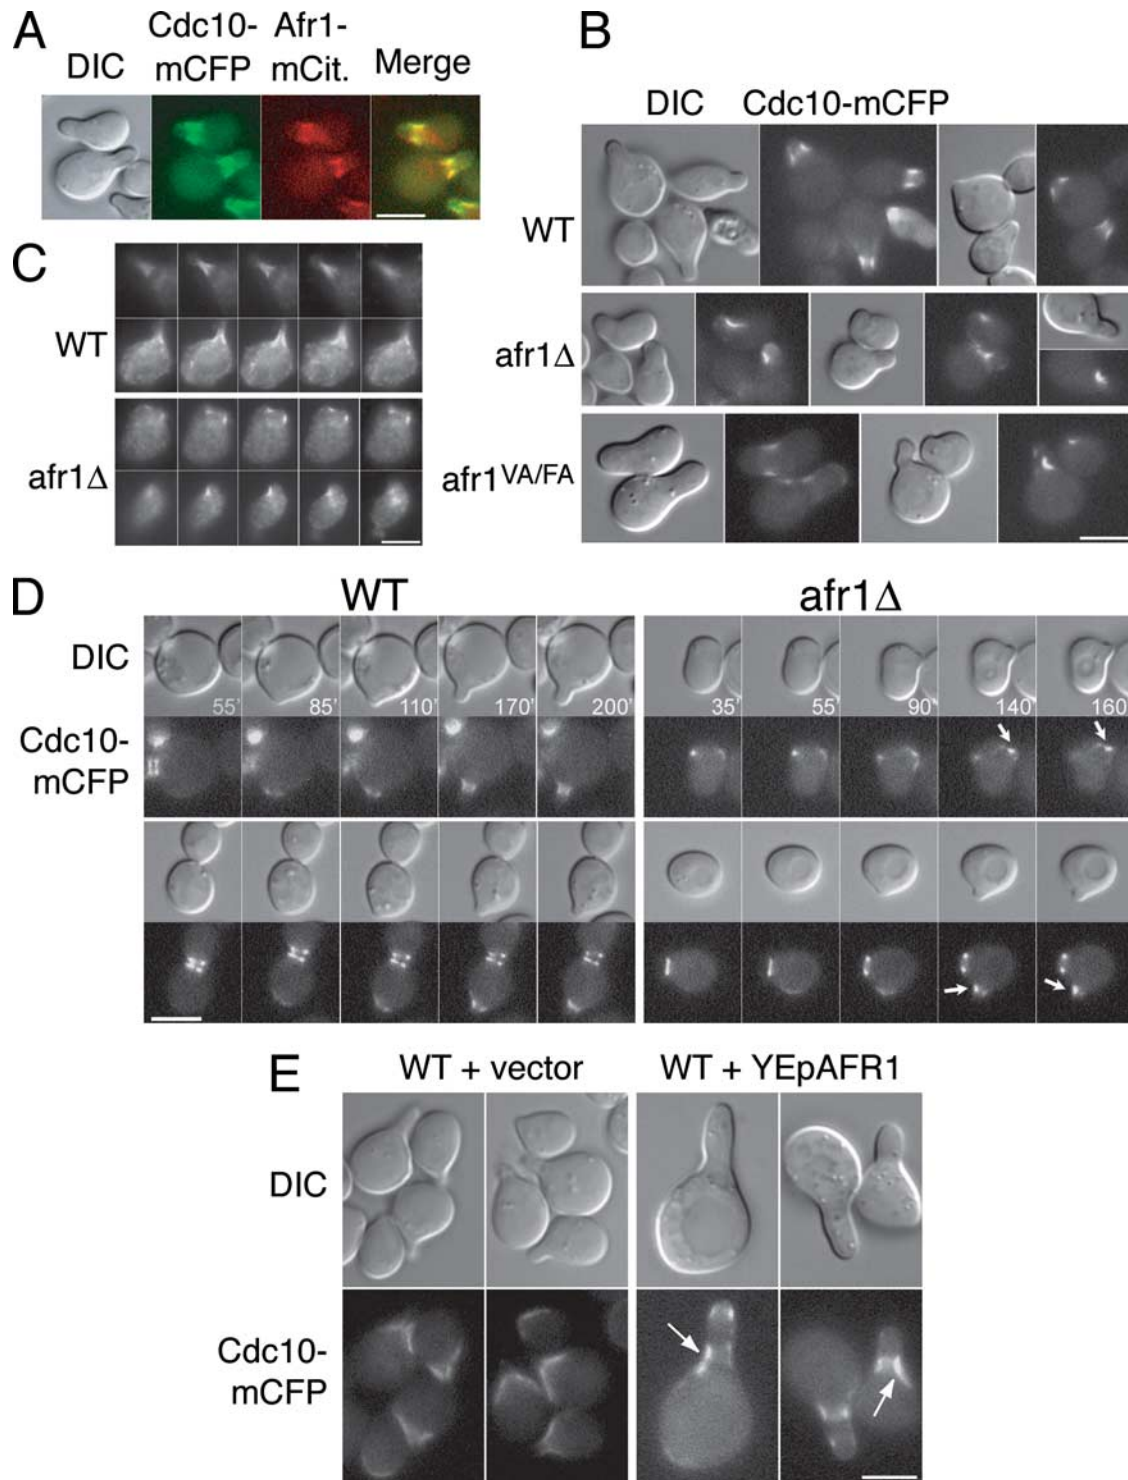 A
DIC
Cdc10-
mCFP
Afr1-
mCit.
Merge
B
DIC
Cdc10-mCFP
WT
afr1Δ
afr1VA/FA
C
WT
afr1Δ
D
WT
afr1Δ
DIC
55'
85'
110'
170'
200'
35'
55'
90'
140'
160'
Cdc10-
mCFP
E
WT + vector
WT + YEpAFR1
DIC
Cdc10-
mCFP